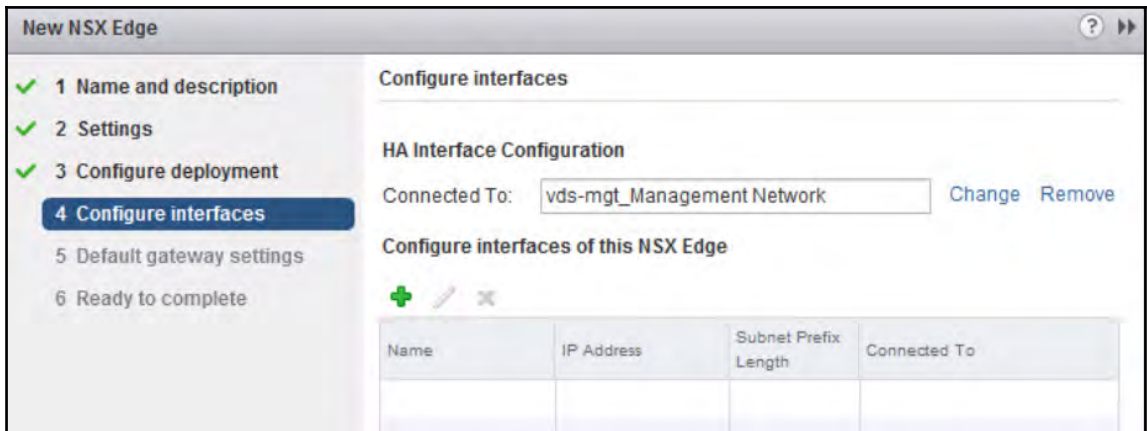 New NSX Edge
?
1 Name and description
2 Settings
3 Configure deployment
4 Configure interfaces
5 Default gateway settings
6 Ready to complete
Configure interfaces
HA Interface Configuration
Connected To: vds-mgt_Management Network Change Remove
Configure interfaces of this NSX Edge
Name IP Address Subnet Prefix Length Connected To